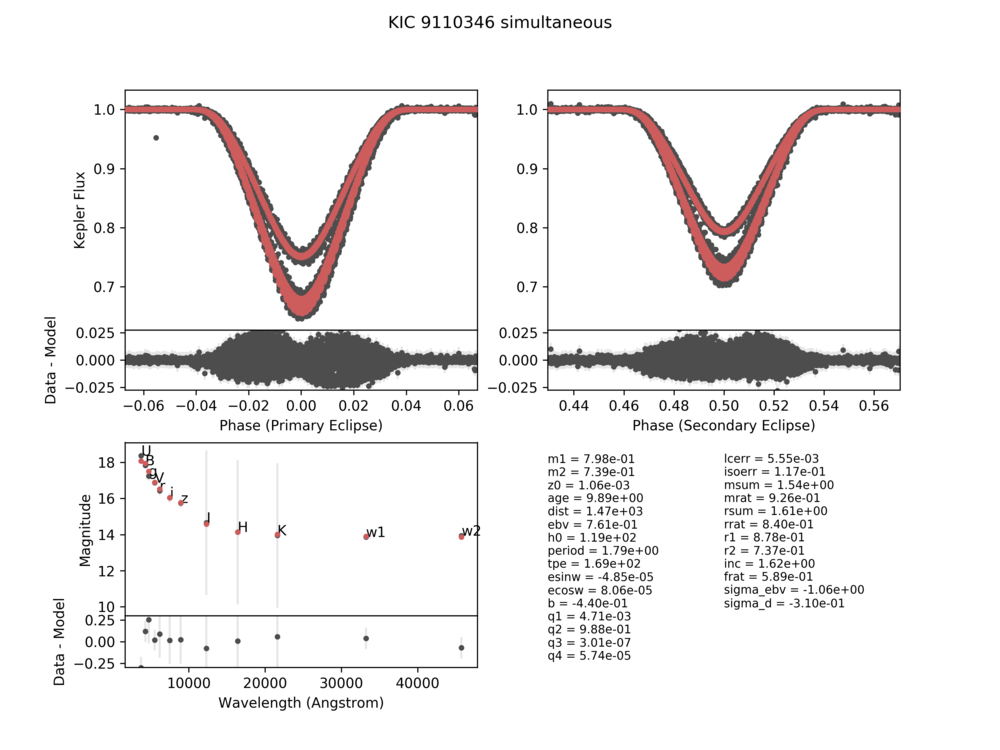 KIC 9110346 simultaneous
1.0
0.9
0.8
0.7
Kepler Flux
0.025
0.000
−0.025
Data - Model
−0.06 −0.04 −0.02 0.00 0.02 0.04 0.06
Phase (Primary Eclipse)
1.0
0.9
0.8
0.7
0.025
0.000
−0.025
0.44 0.46 0.48 0.50 0.52 0.54 0.56
Phase (Secondary Eclipse)
18
16
14
12
10
Magnitude
U
B
g
V
r
i
z
J
H
K
w1
w2
0.25
0.00
−0.25
Data - Model
10000 20000 30000 40000
Wavelength (Angstrom)
m1 = 7.98e-01
m2 = 7.39e-01
z0 = 1.06e-03
age = 9.89e+00
dist = 1.47e+03
ebv = 7.61e-01
h0 = 1.19e+02
period = 1.79e+00
tpe = 1.69e+02
esinw = -4.85e-05
ecosw = 8.06e-05
b = -4.40e-01
q1 = 4.71e-03
q2 = 9.88e-01
q3 = 3.01e-07
q4 = 5.74e-05
lcerr = 5.55e-03
isoerr = 1.17e-01
msum = 1.54e+00
mrat = 9.26e-01
rsum = 1.61e+00
rrat = 8.40e-01
r1 = 8.78e-01
r2 = 7.37e-01
inc = 1.62e+00
frat = 5.89e-01
sigma_ebv = -1.06e+00
sigma_d = -3.10e-01